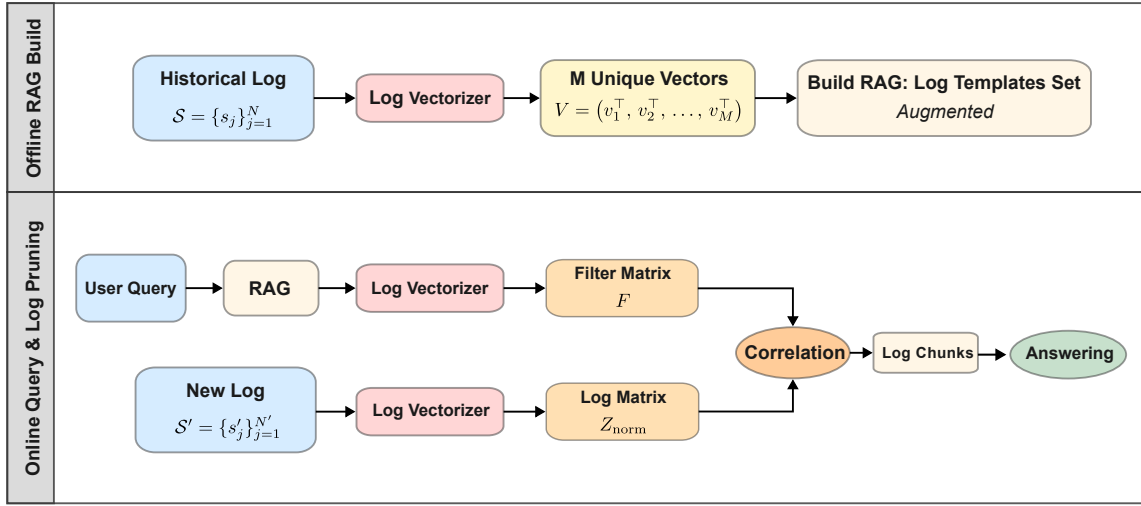 Offline RAG Build
Historical Log
𝒮 = {s_j}_{j=1}^{N}
Log Vectorizer
M Unique Vectors
V = (v_1^⊤, v_2^⊤, …, v_M^⊤)
Build RAG: Log Templates Set
Augmented
Online Query & Log Pruning
User Query
RAG
Log Vectorizer
Filter Matrix
F
New Log
𝒮′ = {s′_j}_{j=1}^{N′}
Log Vectorizer
Log Matrix
Z_norm
Correlation
Log Chunks
Answering